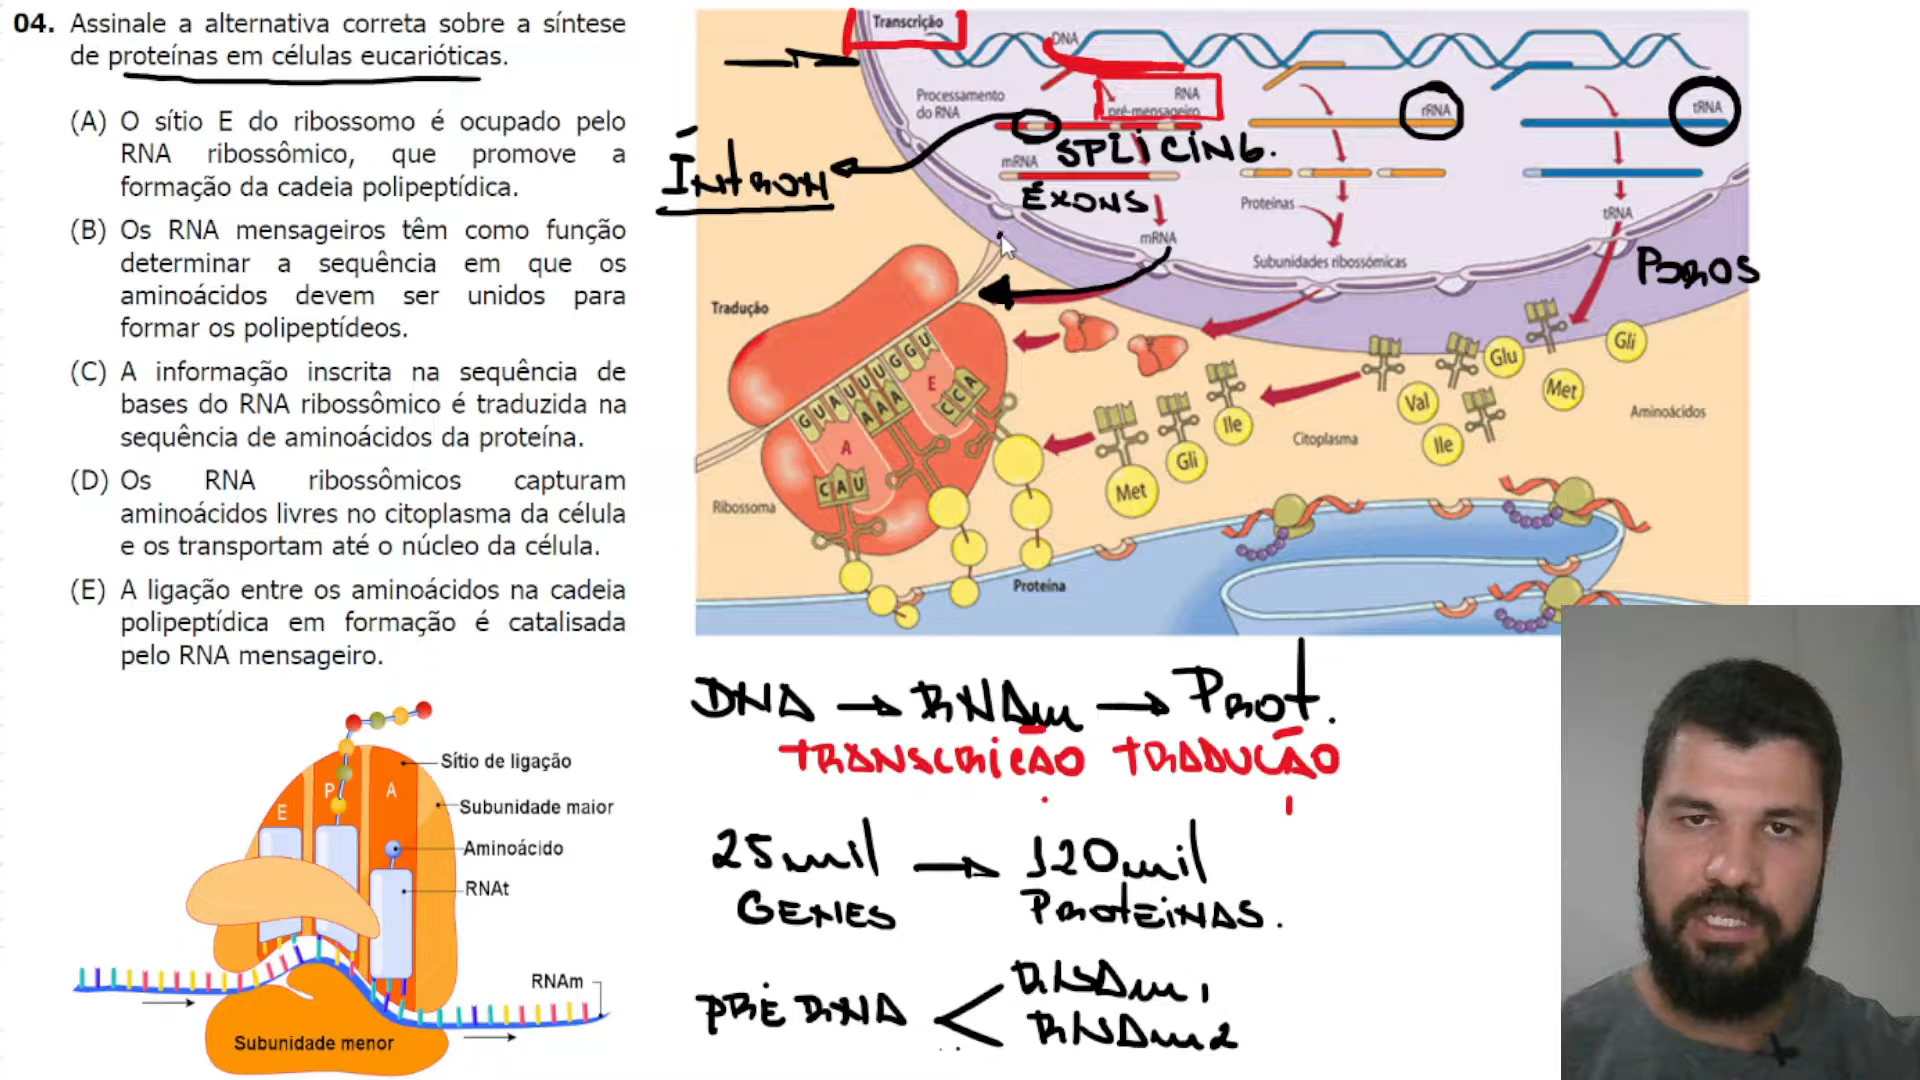 04. Assinale a alternativa correta sobre a síntese
de proteínas em células eucarióticas.
(A) O sítio E do ribossomo é ocupado pelo
RNA ribossômico, que promove a
formação da cadeia polipeptídica.
(B) Os RNA mensageiros têm como função
determinar a sequência em que os
aminoácidos devem ser unidos para
formar os polipeptídeos.
(C) A informação inscrita na sequência de
bases do RNA ribossômico é traduzida na
sequência de aminoácidos da proteína.
(D) Os RNA ribossômicos capturam
aminoácidos livres no citoplasma da célula
e os transportam até o núcleo da célula.
(E) A ligação entre os aminoácidos na cadeia
polipeptídica em formação é catalisada
pelo RNA mensageiro.
E
P
A
Sítio de ligação
Subunidade maior
Aminoácido
RNAt
RNAm
Subunidade menor
Transcrição
DNA
Processamento
do RNA
RNA
pré-mensageiro
rRNA
tRNA
SPLICING.
Íntron
mRNA
ÉXONS
mRNA
Proteínas
Subunidades ribossómicas
tRNA
POROS
Tradução
GUAUUUGGU
AAA
E
CCA
A
CAU
Ribossoma
Met
Gli
Ile
Citoplasma
Val
Ile
Glu
Met
Gli
Aminoácidos
Proteína
DNA → RNAm → Prot.
TRANSCRIÇÃO TRADUÇÃO
25 mil → 120 mil
GENES PROTEÍNAS.
PRÉ RNA < RNAm1
RNAm2